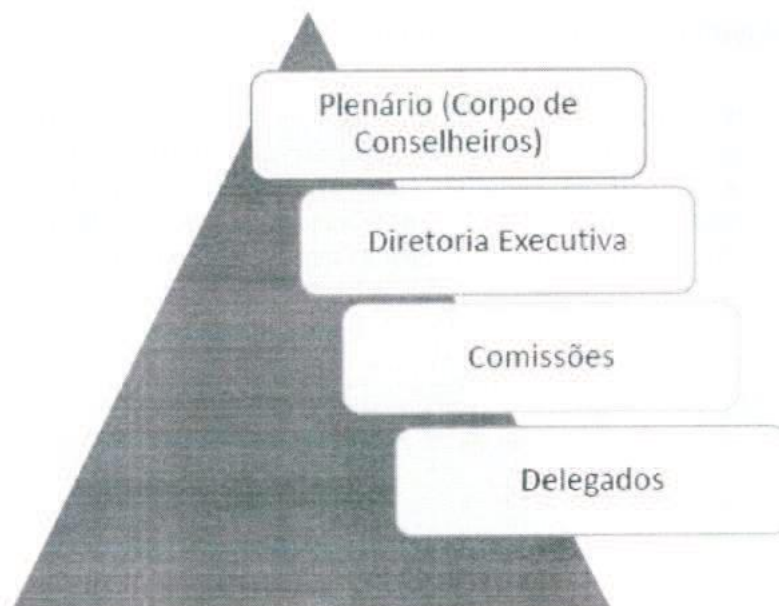 Plenário (Corpo de
Conselheiros)
Diretoria Executiva
Comissões
Delegados